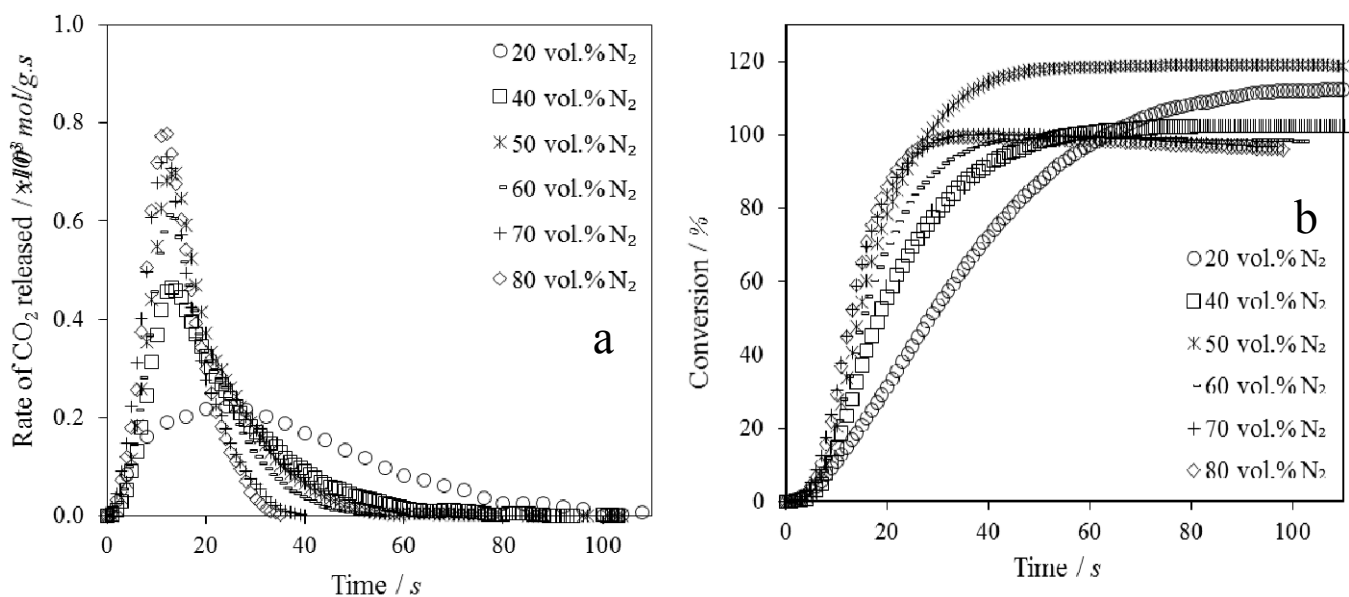 Rate of CO₂ released / ×10³ mol/g.s
1.0
0.8
0.6
0.4
0.2
0.0
0 20 40 60 80 100
Time / s
20 vol.% N₂
40 vol.% N₂
50 vol.% N₂
60 vol.% N₂
70 vol.% N₂
80 vol.% N₂
a
Conversion / %
120
100
80
60
40
20
0
0 20 40 60 80 100
Time / s
b
20 vol.% N₂
40 vol.% N₂
50 vol.% N₂
60 vol.% N₂
70 vol.% N₂
80 vol.% N₂